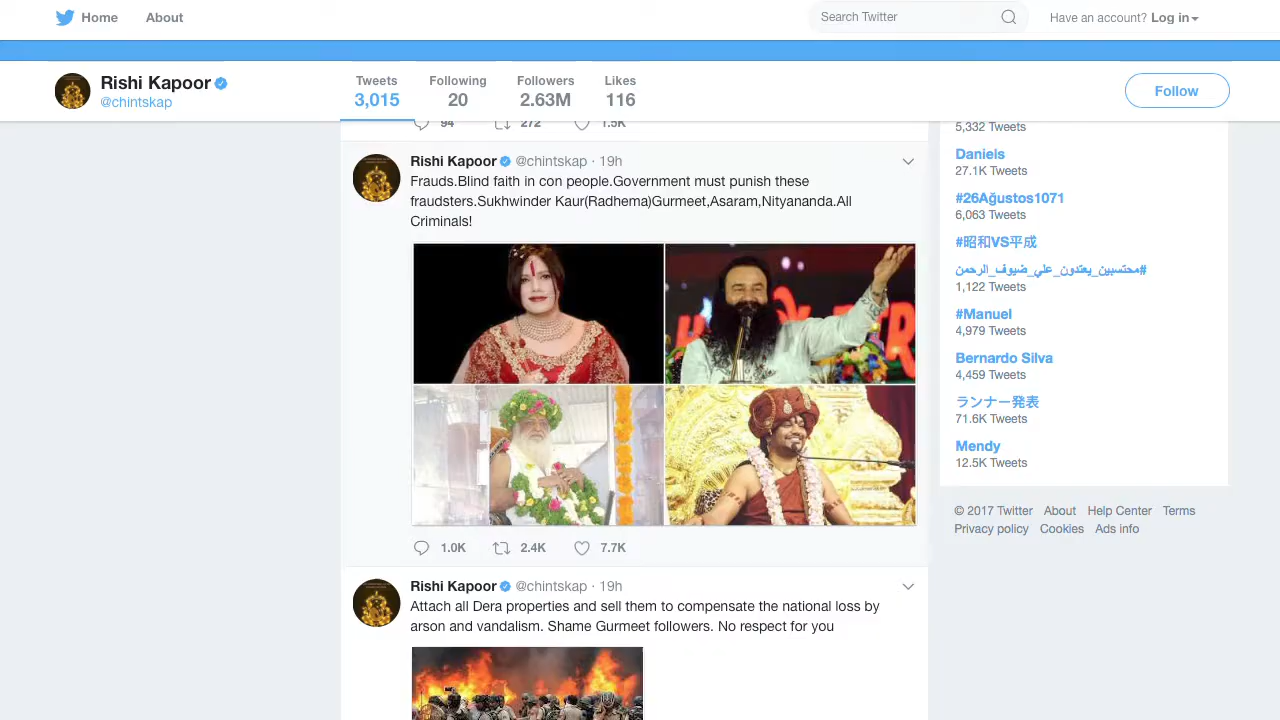 Home
About
Search Twitter
Have an account? Log in
Rishi Kapoor
@chintskap
Tweets
3,015
Following
20
Followers
2.63M
Likes
116
Follow
94
272
1.5K
Rishi Kapoor @chintskap · 19h
Frauds.Blind faith in con people.Government must punish these
fraudsters.Sukhwinder Kaur(Radhema)Gurmeet,Asaram,Nityananda.All
Criminals!
1.0K
2.4K
7.7K
Rishi Kapoor @chintskap · 19h
Attach all Dera properties and sell them to compensate the national loss by
arson and vandalism. Shame Gurmeet followers. No respect for you
5,332 Tweets
Daniels
27.1K Tweets
#26Ağustos1071
6,063 Tweets
#昭和VS平成
#محتسبين_يعتدون_علي_ضيوف_الرحمن
1,122 Tweets
#Manuel
4,979 Tweets
Bernardo Silva
4,459 Tweets
ランナー発表
71.6K Tweets
Mendy
12.5K Tweets
© 2017 Twitter About Help Center Terms
Privacy policy Cookies Ads info